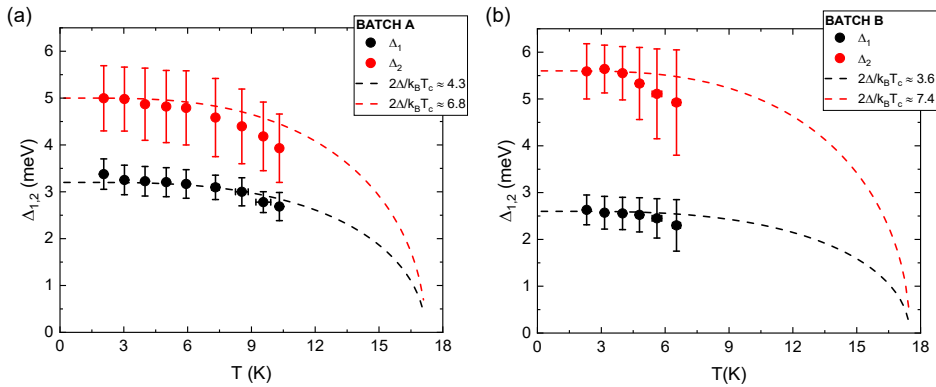 (a)
BATCH A
Δ1
Δ2
2Δ/kBTc ≈ 4.3
2Δ/kBTc ≈ 6.8
6
5
4
3
2
1
0
Δ1,2 (meV)
0 3 6 9 12 15 18
T (K)
(b)
BATCH B
Δ1
Δ2
2Δ/kBTc ≈ 3.6
2Δ/kBTc ≈ 7.4
6
5
4
3
2
1
0
Δ1,2 (meV)
0 3 6 9 12 15 18
T(K)